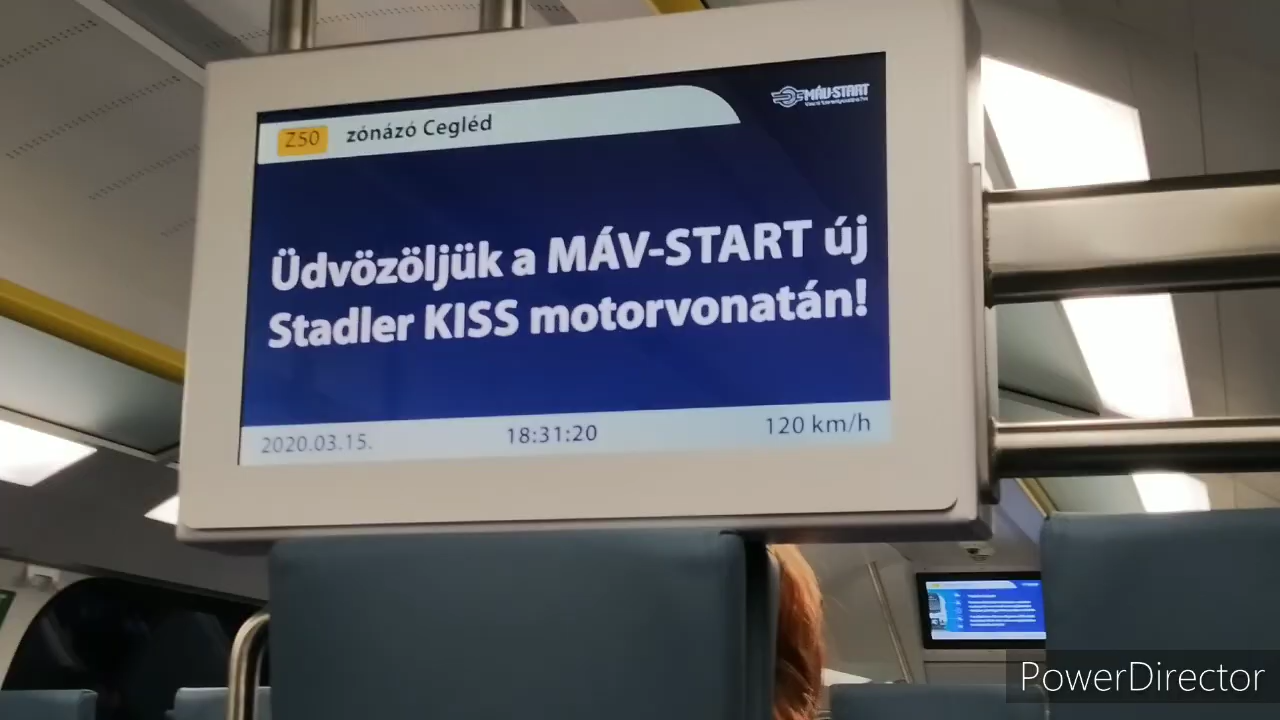 Z50 zónázó Cegléd
MÁV-START
Üdvözöljük a MÁV-START új
Stadler KISS motorvonatán!
2020.03.15. 18:31:20 120 km/h
PowerDirector